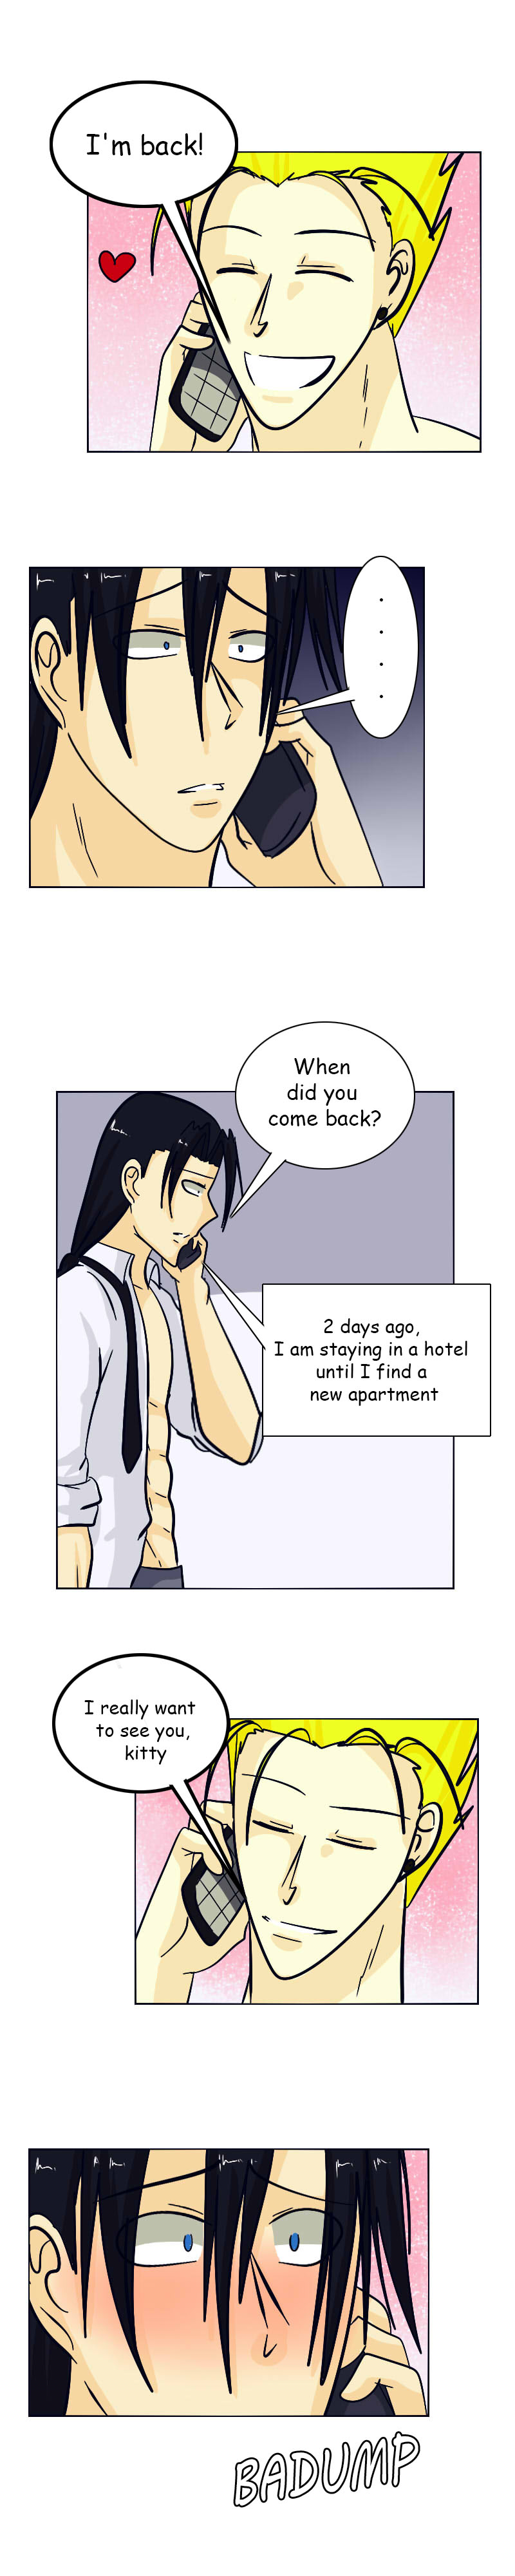 I'm back!
. . . .
When
did you
come back?
2 days ago,
I am staying in a hotel
until I find a
new apartment
I really want
to see you,
kitty
BADUMP